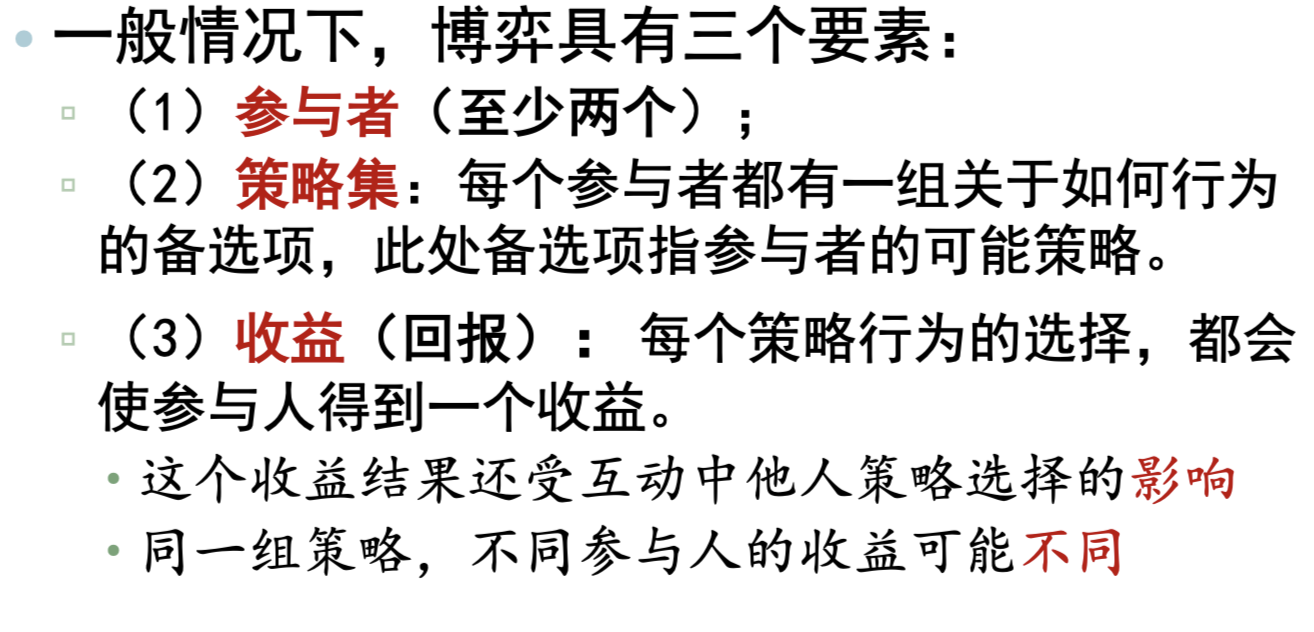 一般情况下，博弈具有三个要素：
（1）参与者（至少两个）；
（2）策略集：每个参与者都有一组关于如何行为
的备选项，此处备选项指参与者的可能策略。
（3）收益（回报）：每个策略行为的选择，都会
使参与人得到一个收益。
这个收益结果还受互动中他人策略选择的影响
同一组策略，不同参与人的收益可能不同